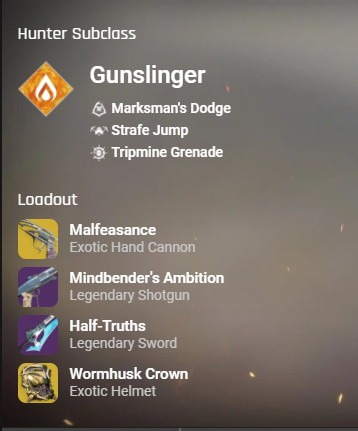 Hunter Subclass
Gunslinger
Marksman's Dodge
Strafe Jump
Tripmine Grenade
Loadout
Malfeasance
Exotic Hand Cannon
Mindbender's Ambition
Legendary Shotgun
Half-Truths
Legendary Sword
Wormhusk Crown
Exotic Helmet